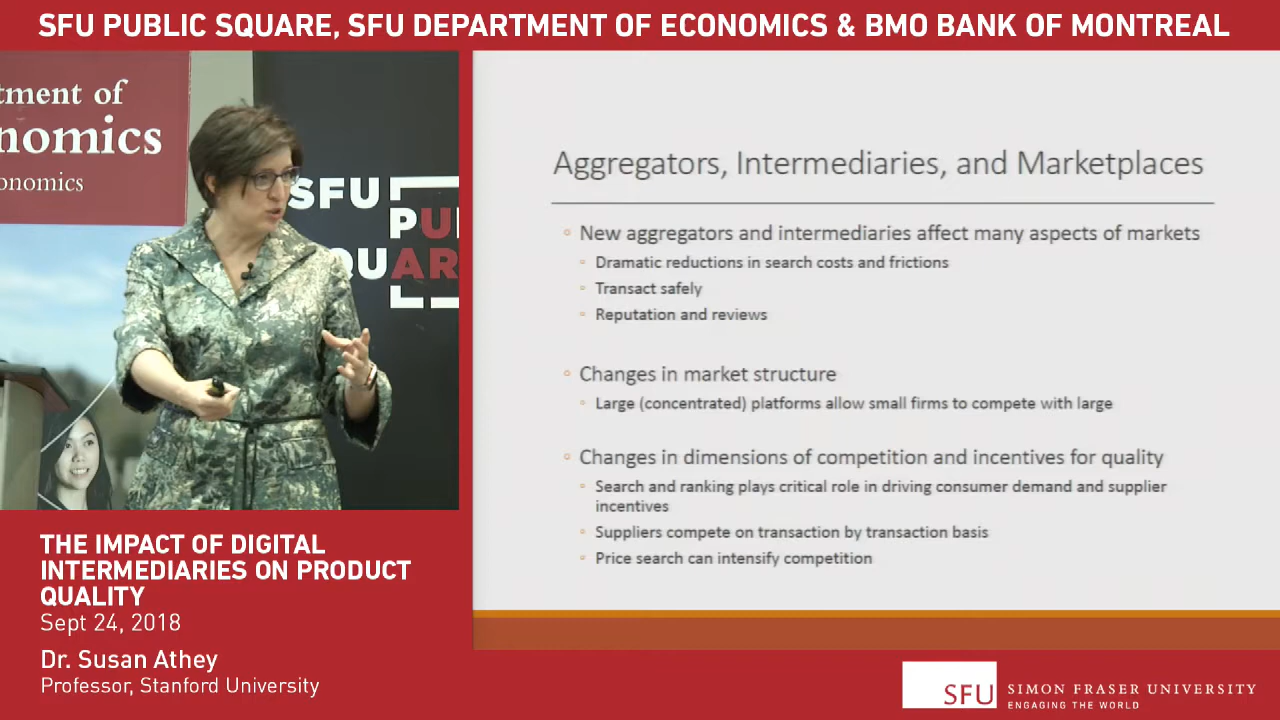 SFU PUBLIC SQUARE, SFU DEPARTMENT OF ECONOMICS & BMO BANK OF MONTREAL
tment of
nomics
onomics
SFU
PU
QUAR
Aggregators, Intermediaries, and Marketplaces
◦ New aggregators and intermediaries affect many aspects of markets
◦ Dramatic reductions in search costs and frictions
◦ Transact safely
◦ Reputation and reviews
◦ Changes in market structure
◦ Large (concentrated) platforms allow small firms to compete with large
◦ Changes in dimensions of competition and incentives for quality
◦ Search and ranking plays critical role in driving consumer demand and supplier
incentives
◦ Suppliers compete on transaction by transaction basis
◦ Price search can intensify competition
THE IMPACT OF DIGITAL
INTERMEDIARIES ON PRODUCT
QUALITY
Sept 24, 2018
Dr. Susan Athey
Professor, Stanford University
SFU
SIMON FRASER UNIVERSITY
ENGAGING THE WORLD